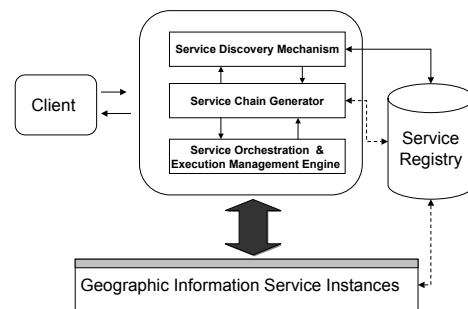 Service Discovery Mechanism
Client
Service Chain Generator
Service Orchestration &
Execution Management Engine
Service
Registry
Geographic Information Service Instances